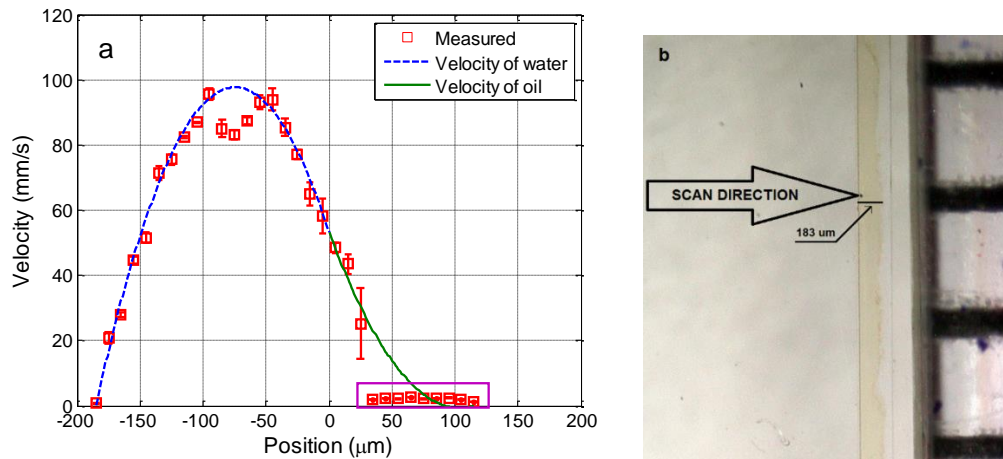 a
Measured
Velocity of water
Velocity of oil
120
100
80
60
40
20
0
Velocity (mm/s)
-200 -150 -100 -50 0 50 100 150 200
Position (μm)
b
SCAN DIRECTION
183 um